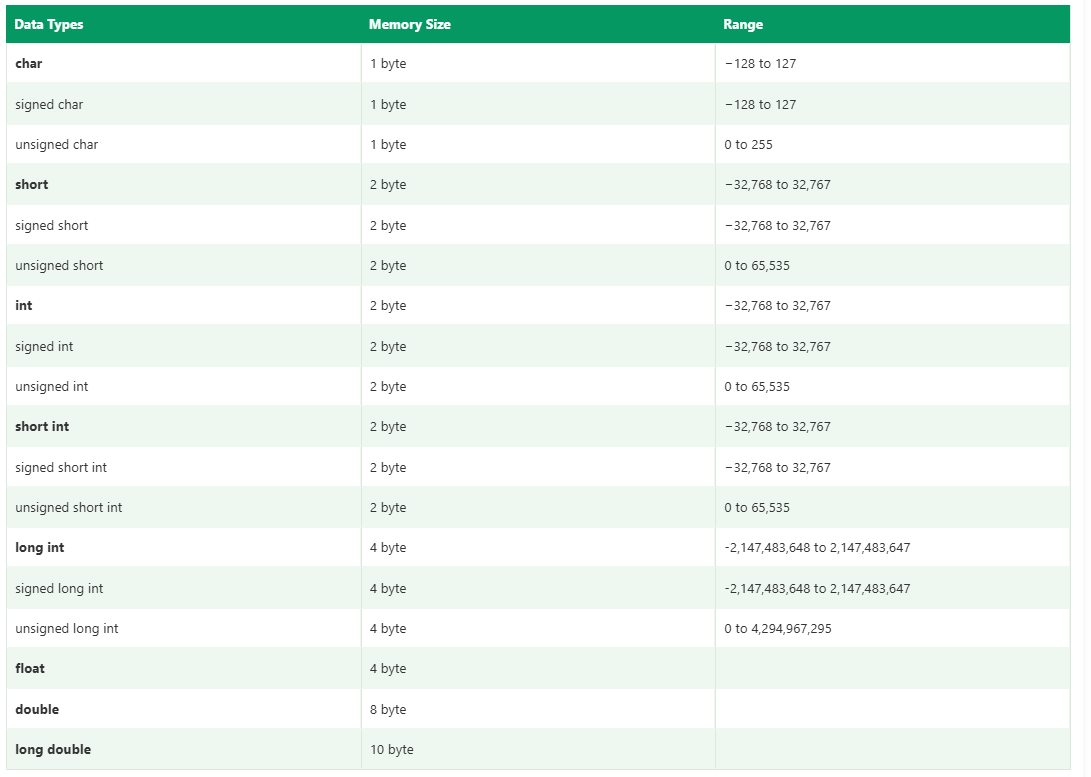 Data Types Memory Size Range
char 1 byte −128 to 127
signed char 1 byte −128 to 127
unsigned char 1 byte 0 to 255
short 2 byte −32,768 to 32,767
signed short 2 byte −32,768 to 32,767
unsigned short 2 byte 0 to 65,535
int 2 byte −32,768 to 32,767
signed int 2 byte −32,768 to 32,767
unsigned int 2 byte 0 to 65,535
short int 2 byte −32,768 to 32,767
signed short int 2 byte −32,768 to 32,767
unsigned short int 2 byte 0 to 65,535
long int 4 byte -2,147,483,648 to 2,147,483,647
signed long int 4 byte -2,147,483,648 to 2,147,483,647
unsigned long int 4 byte 0 to 4,294,967,295
float 4 byte
double 8 byte
long double 10 byte